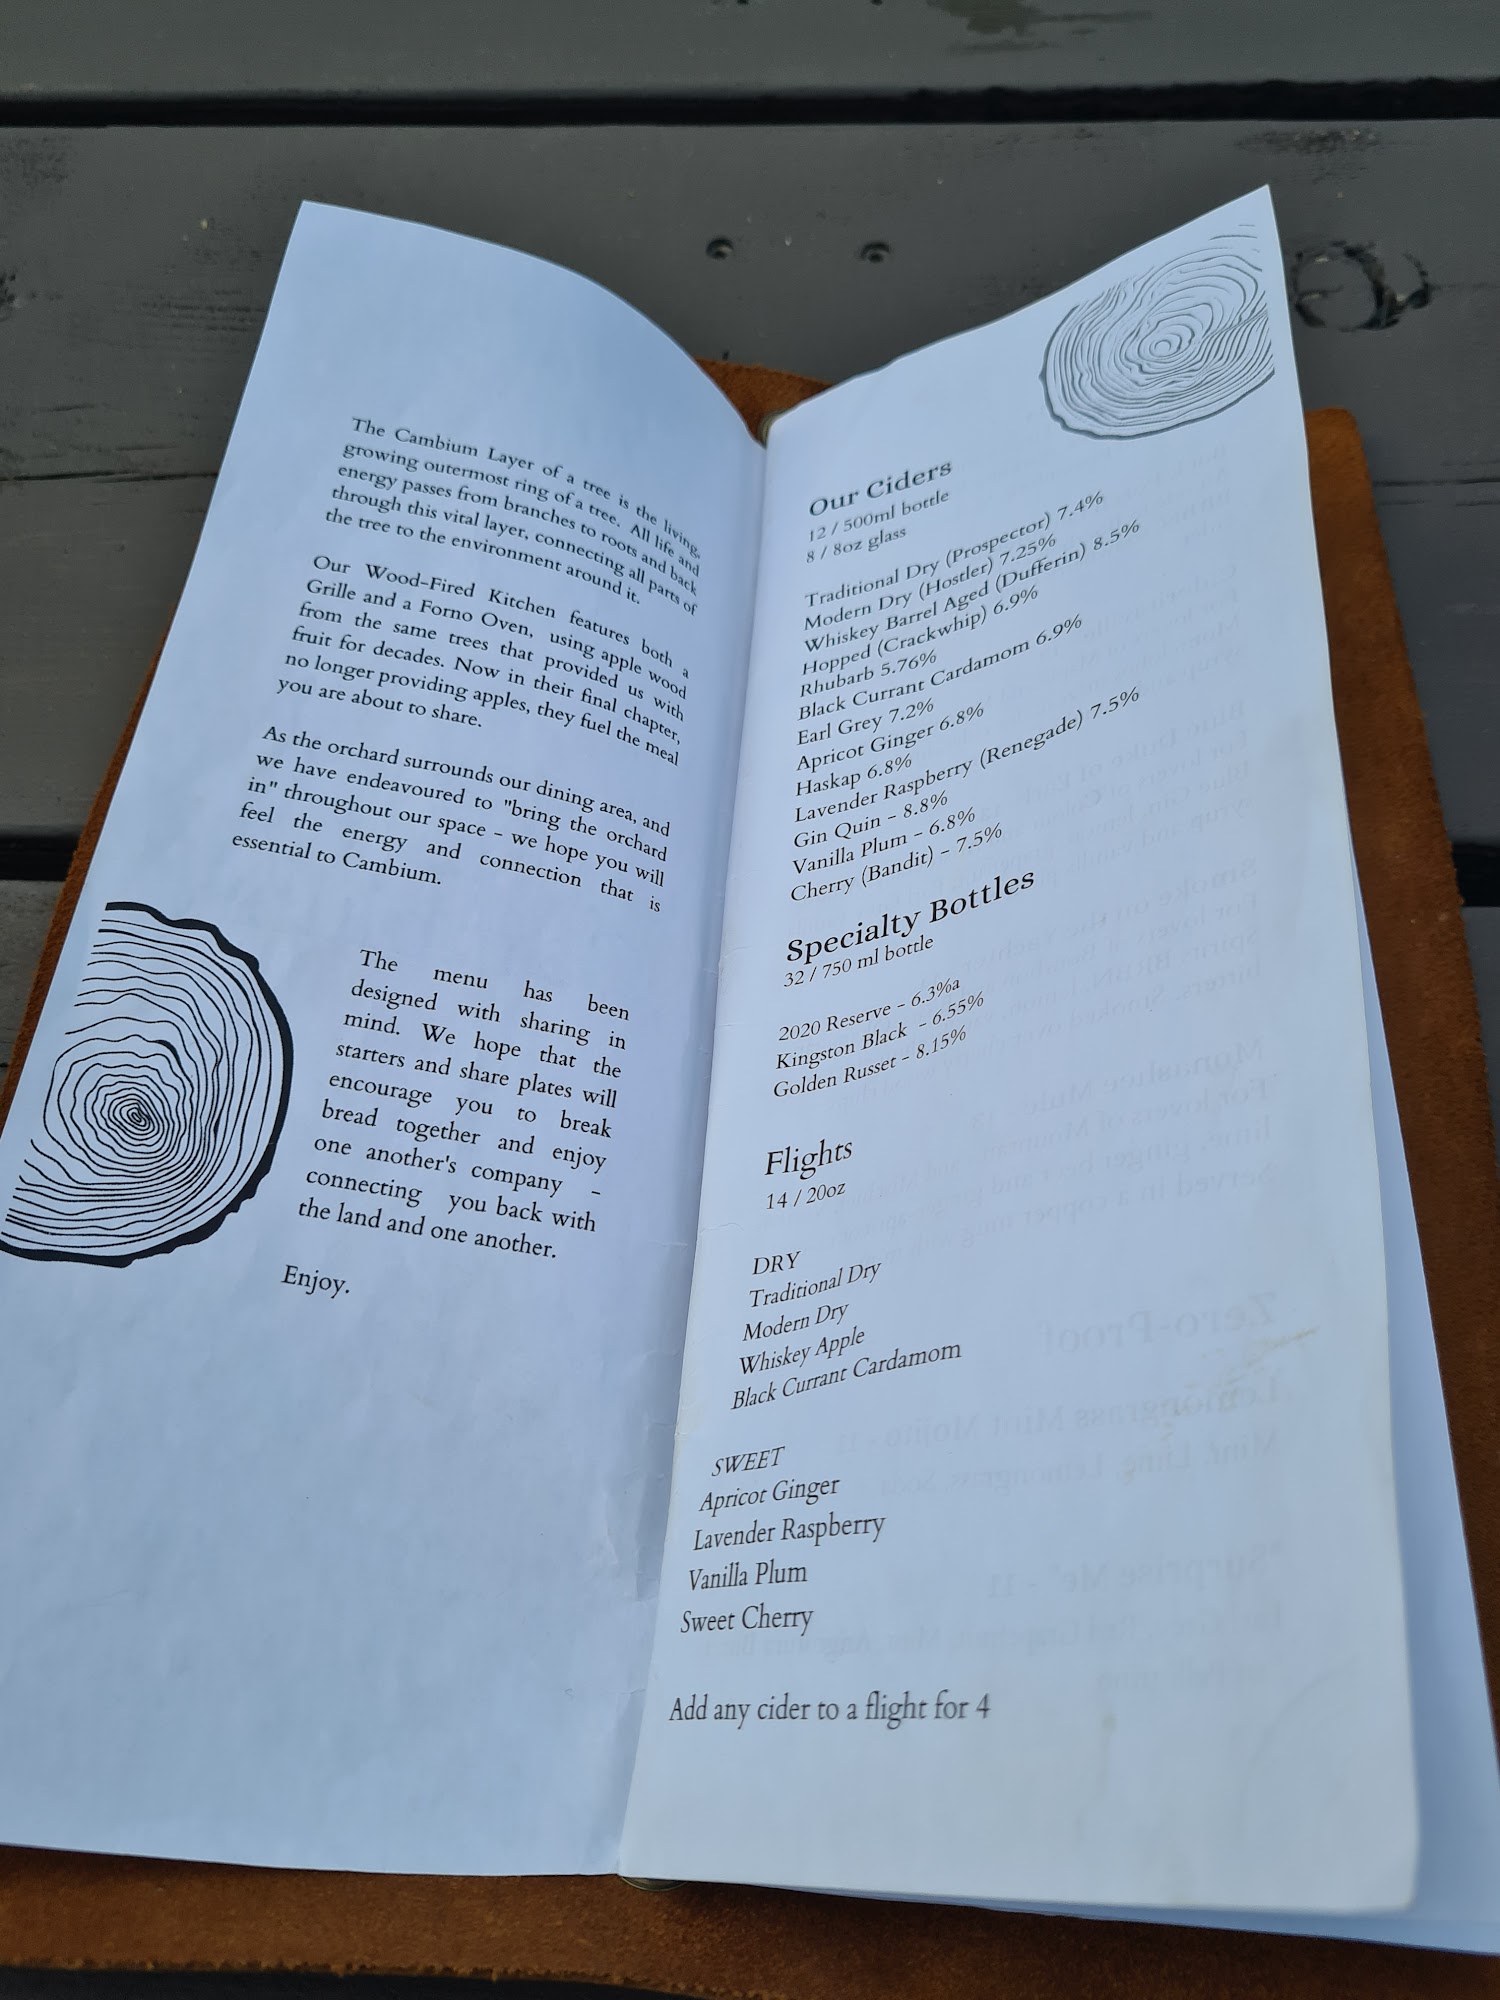 The Cambium Layer of a tree is the living,
growing outermost ring of a tree. All life and
energy passes from branches to roots and back
through this vital layer, connecting all parts of
the tree to the environment around it.
Our Wood-Fired Kitchen features both a
Grille and a Forno Oven, using apple wood
from the same trees that provided us with
fruit for decades. Now in their final chapter,
no longer providing apples, they fuel the meal
you are about to share.
As the orchard surrounds our dining area, and
we have endeavoured to "bring the orchard
in" throughout our space - we hope you will
feel the energy and connection that is
essential to Cambium.
The menu has been
designed with sharing in
mind. We hope that the
starters and share plates will
encourage you to break
bread together and enjoy
one another's company -
connecting you back with
the land and one another.
Enjoy.
Our Ciders
12 / 500ml bottle
8 / 8oz glass
Traditional Dry (Prospector) 7.4%
Modern Dry (Hostler) 7.25%
Whiskey Barrel Aged (Dufferin) 8.5%
Hopped (Crackwhip) 6.9%
Rhubarb 5.76%
Black Currant Cardamom 6.9%
Earl Grey 7.2%
Apricot Ginger 6.8%
Haskap 6.8%
Lavender Raspberry (Renegade) 7.5%
Gin Quin - 8.8%
Vanilla Plum - 6.8%
Cherry (Bandit) - 7.5%
Specialty Bottles
32 / 750 ml bottle
2020 Reserve - 6.3%a
Kingston Black - 6.55%
Golden Russet - 8.15%
Flights
14 / 20oz
DRY
Traditional Dry
Modern Dry
Whiskey Apple
Black Currant Cardamom
SWEET
Apricot Ginger
Lavender Raspberry
Vanilla Plum
Sweet Cherry
Add any cider to a flight for 4